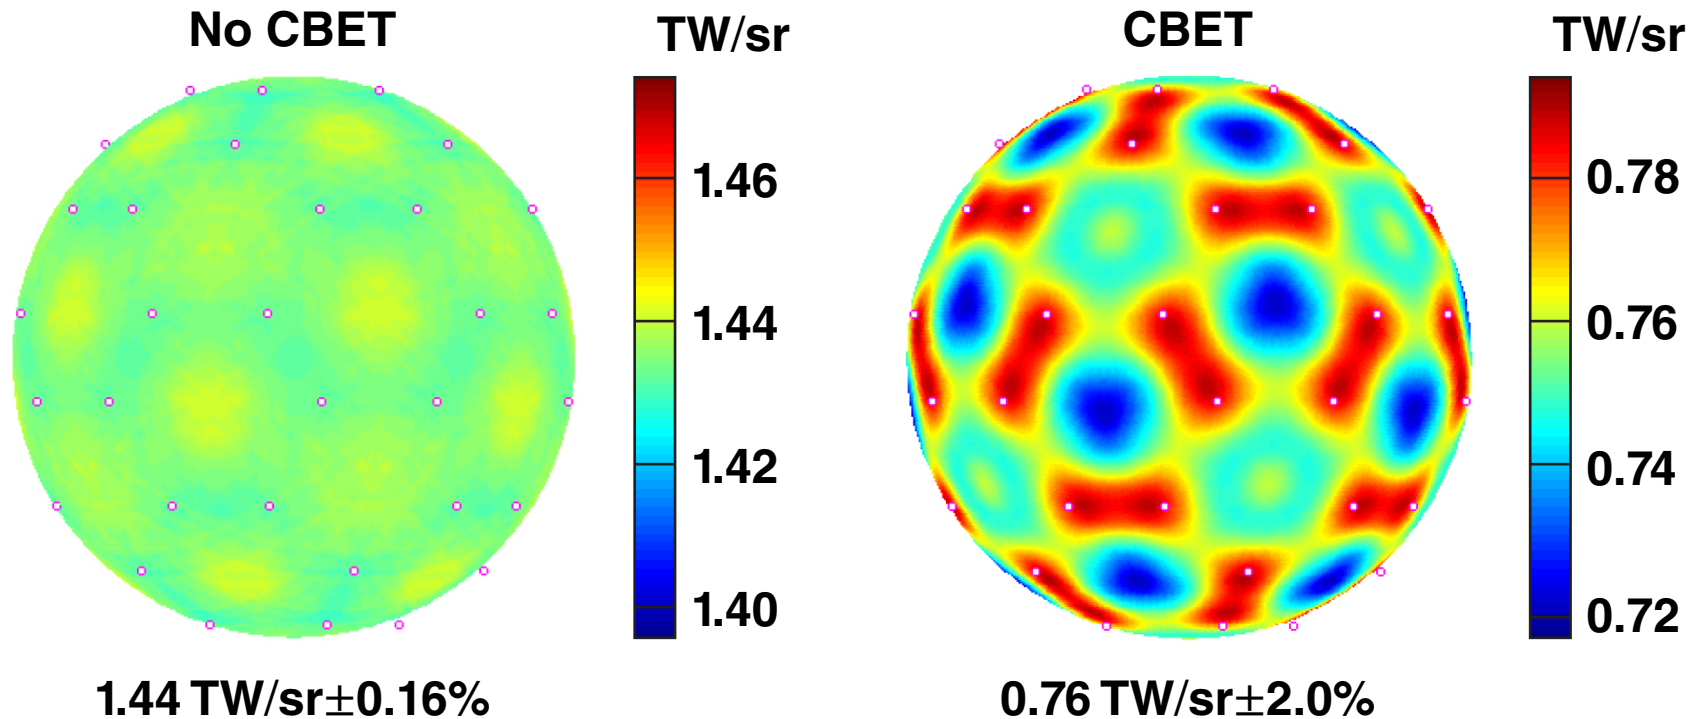 No CBET
TW/sr
1.46
1.44
1.42
1.40
1.44 TW/sr±0.16%
CBET
TW/sr
0.78
0.76
0.74
0.72
0.76 TW/sr±2.0%